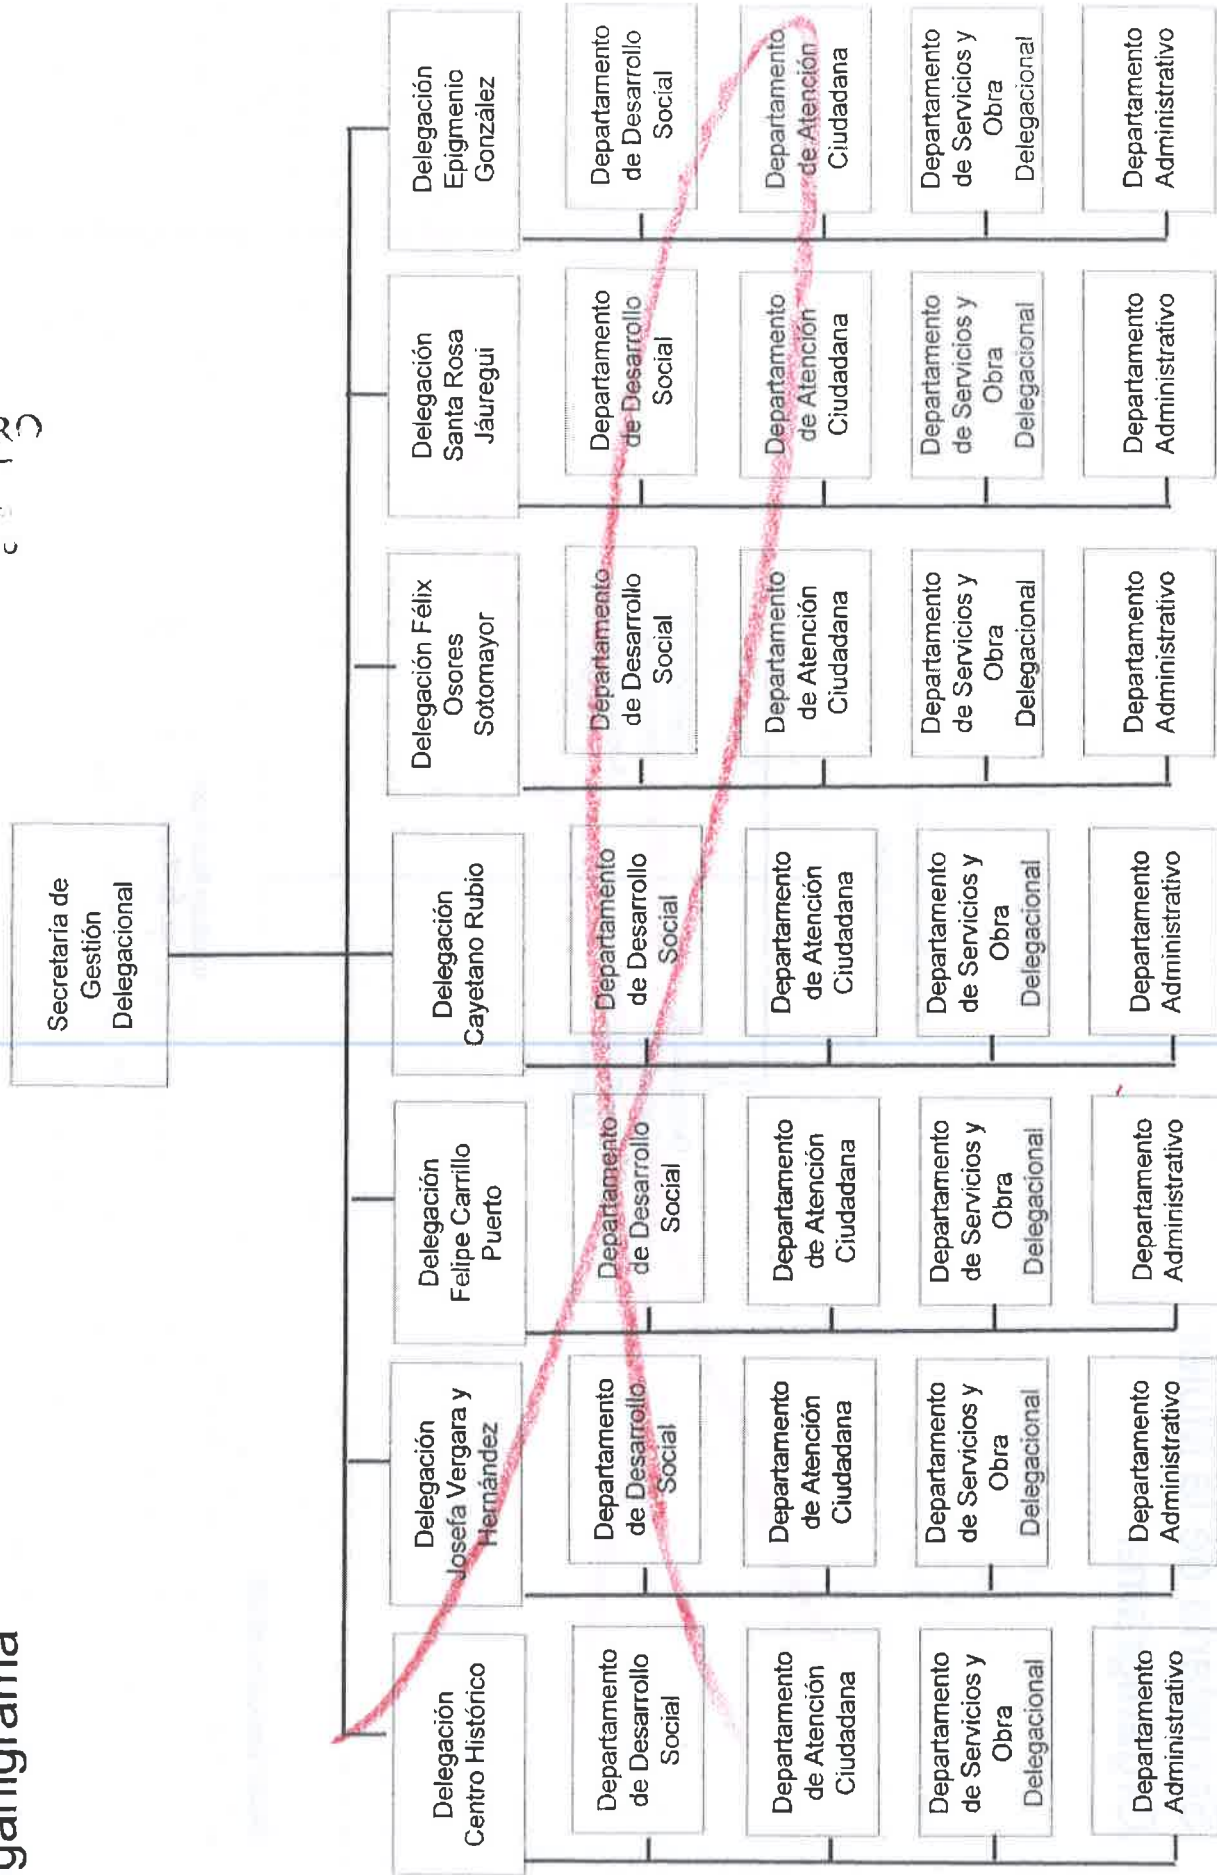 ganigrama
Secretaría de
Gestión
Delegacional
Delegación
Centro Histórico
Departamento
de Desarrollo
Social
Departamento
de Atención
Ciudadana
Departamento
de Servicios y
Obra
Delegacional
Departamento
Administrativo
Delegación
Josefa Vergara y
Hernández
Departamento
de Desarrollo
Social
Departamento
de Atención
Ciudadana
Departamento
de Servicios y
Obra
Delegacional
Departamento
Administrativo
Delegación
Felipe Carrillo
Puerto
Departamento
de Desarrollo
Social
Departamento
de Atención
Ciudadana
Departamento
de Servicios y
Obra
Delegacional
Departamento
Administrativo
Delegación
Cayetano Rubio
Departamento
de Desarrollo
Social
Departamento
de Atención
Ciudadana
Departamento
de Servicios y
Obra
Delegacional
Departamento
Administrativo
Delegación Félix
Osores
Sotomayor
Departamento
de Desarrollo
Social
Departamento
de Atención
Ciudadana
Departamento
de Servicios y
Obra
Delegacional
Departamento
Administrativo
Delegación
Santa Rosa
Jáuregui
Departamento
de Desarrollo
Social
Departamento
de Atención
Ciudadana
Departamento
de Servicios y
Obra
Delegacional
Departamento
Administrativo
Delegación
Epigmenio
González
Departamento
de Desarrollo
Social
Departamento
de Atención
Ciudadana
Departamento
de Servicios y
Obra
Delegacional
Departamento
Administrativo